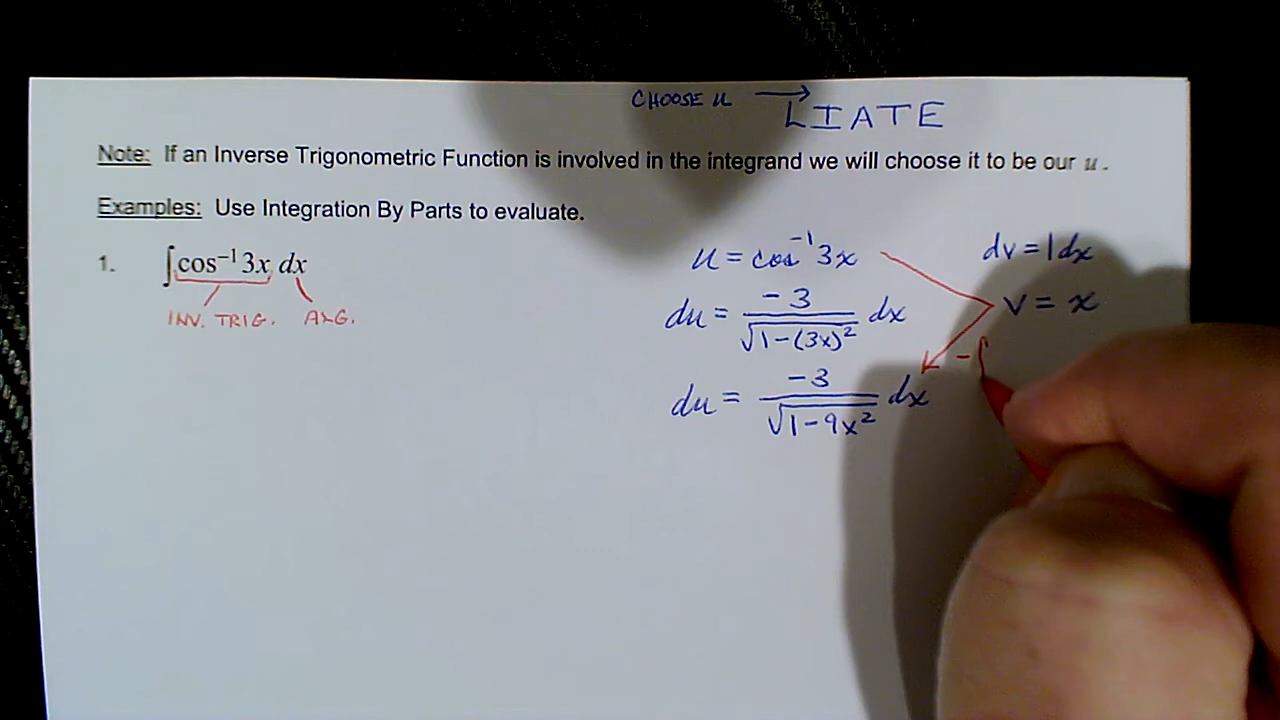 CHOOSE u → LIATE
Note: If an Inverse Trigonometric Function is involved in the integrand we will choose it to be our u.
Examples: Use Integration By Parts to evaluate.
1. ∫cos⁻¹3x dx
INV. TRIG. ALG.
u = cos⁻¹3x
dv = 1dx
du = -3/√(1-(3x)²) dx
v = x
-∫
du = -3/√(1-9x²) dx